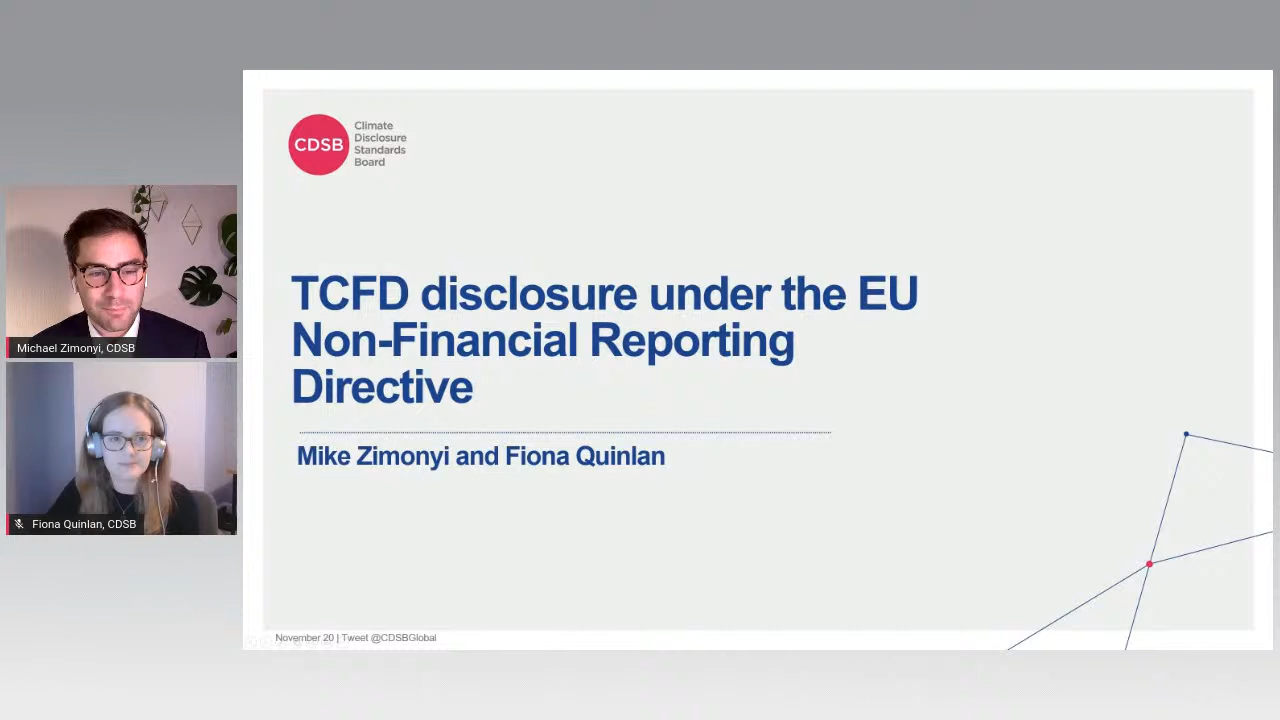 CDSB
Climate
Disclosure
Standards
Board
TCFD disclosure under the EU
Non-Financial Reporting
Directive
Mike Zimonyi and Fiona Quinlan
November 20 | Tweet @CDSBGlobal
Michael Zimonyi, CDSB
Fiona Quinlan, CDSB